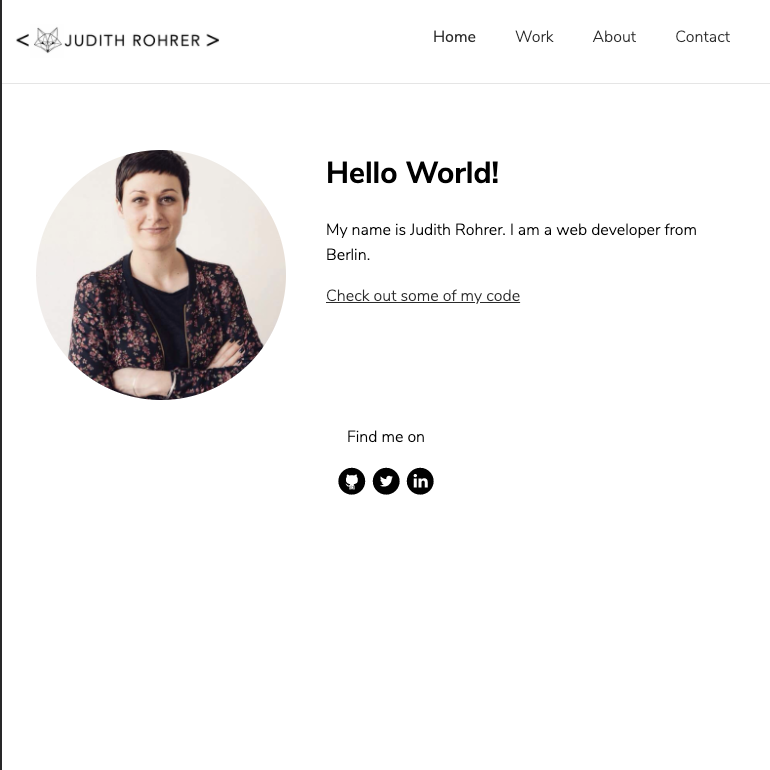 < JUDITH ROHRER >
Home Work About Contact
Hello World!
My name is Judith Rohrer. I am a web developer from
Berlin.
Check out some of my code
Find me on
in